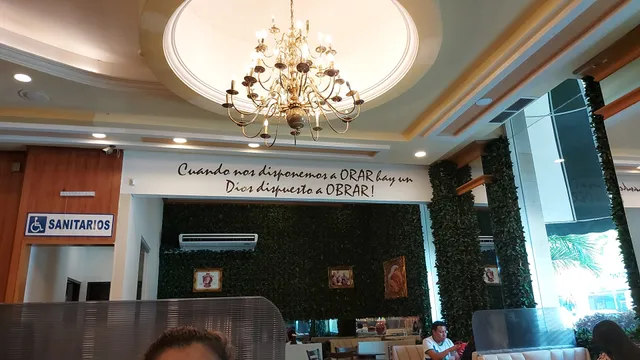 Cuando nos disponemos a ORAR hay un
Dios dispuesto a OBRAR!
SANITARIOS